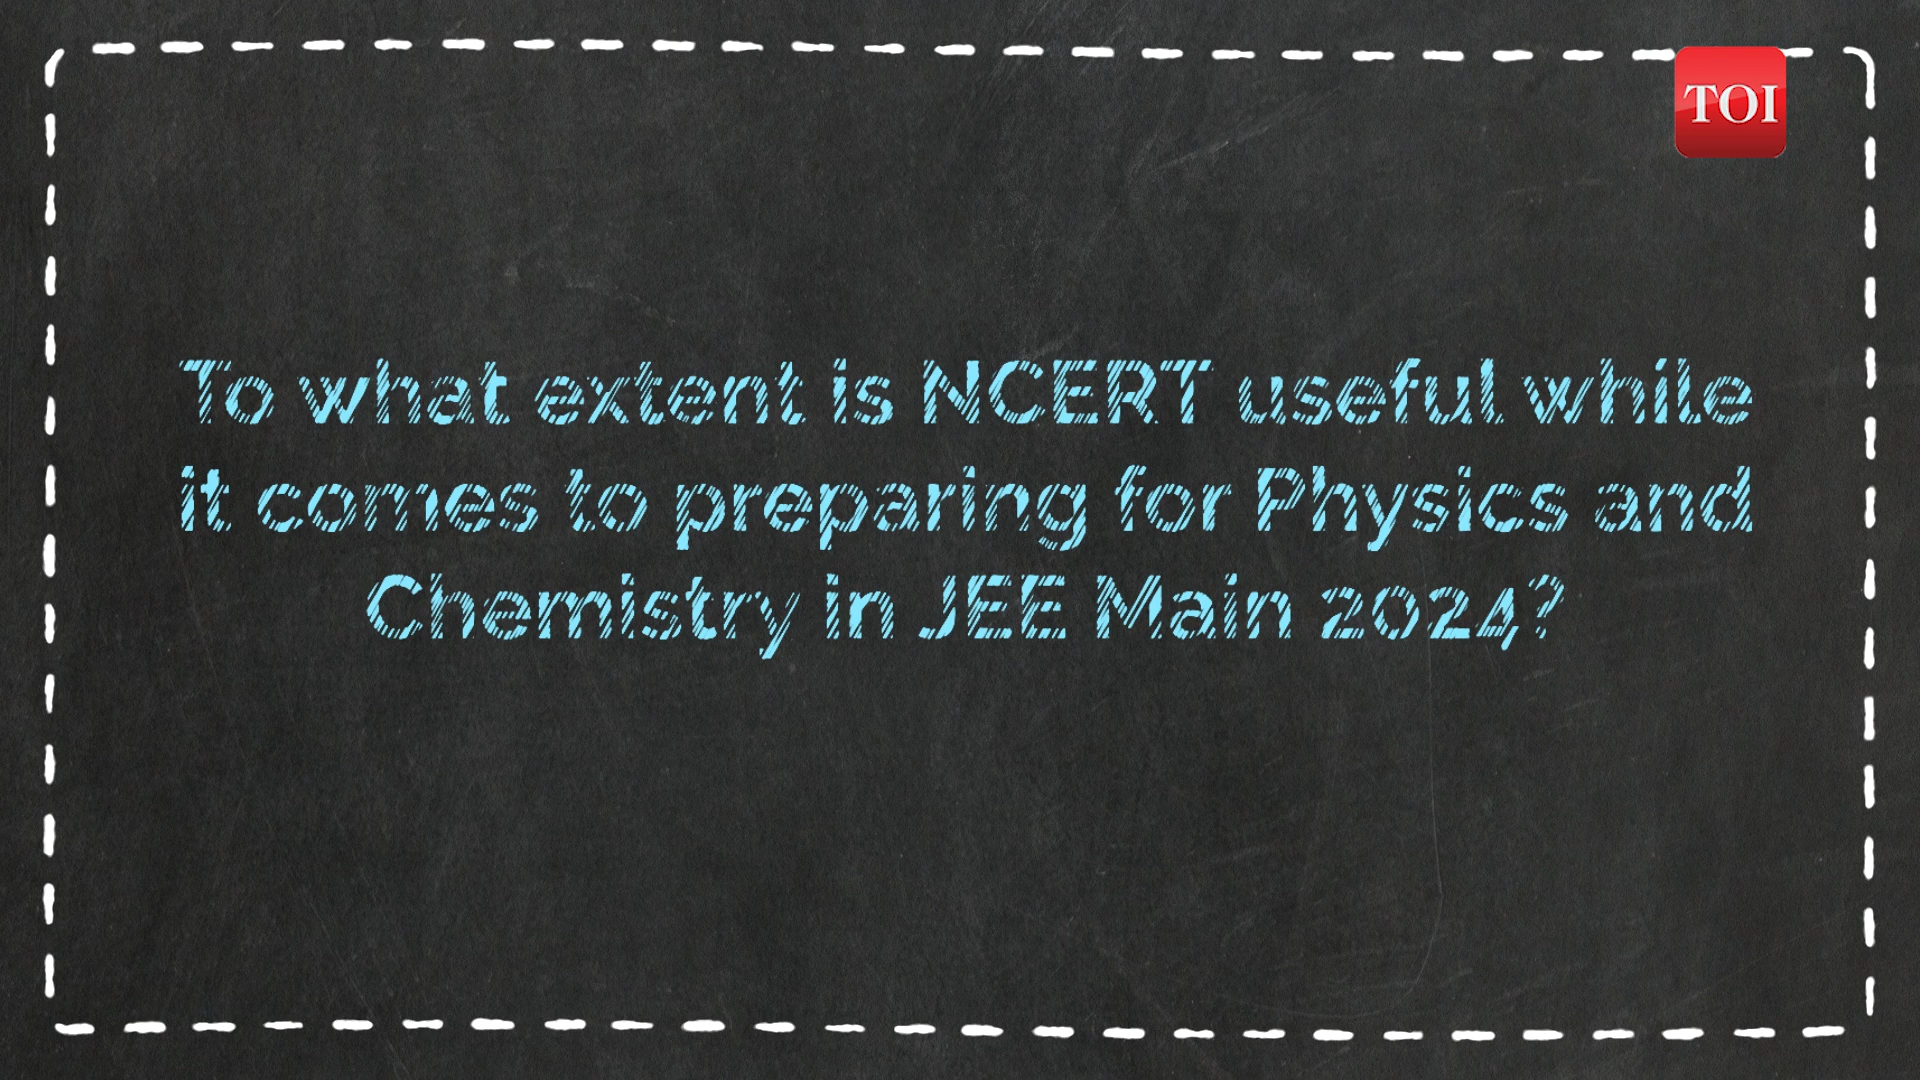 TOI
To what extent is NCERT useful while
it comes to preparing for Physics and
Chemistry in JEE Main 2024?